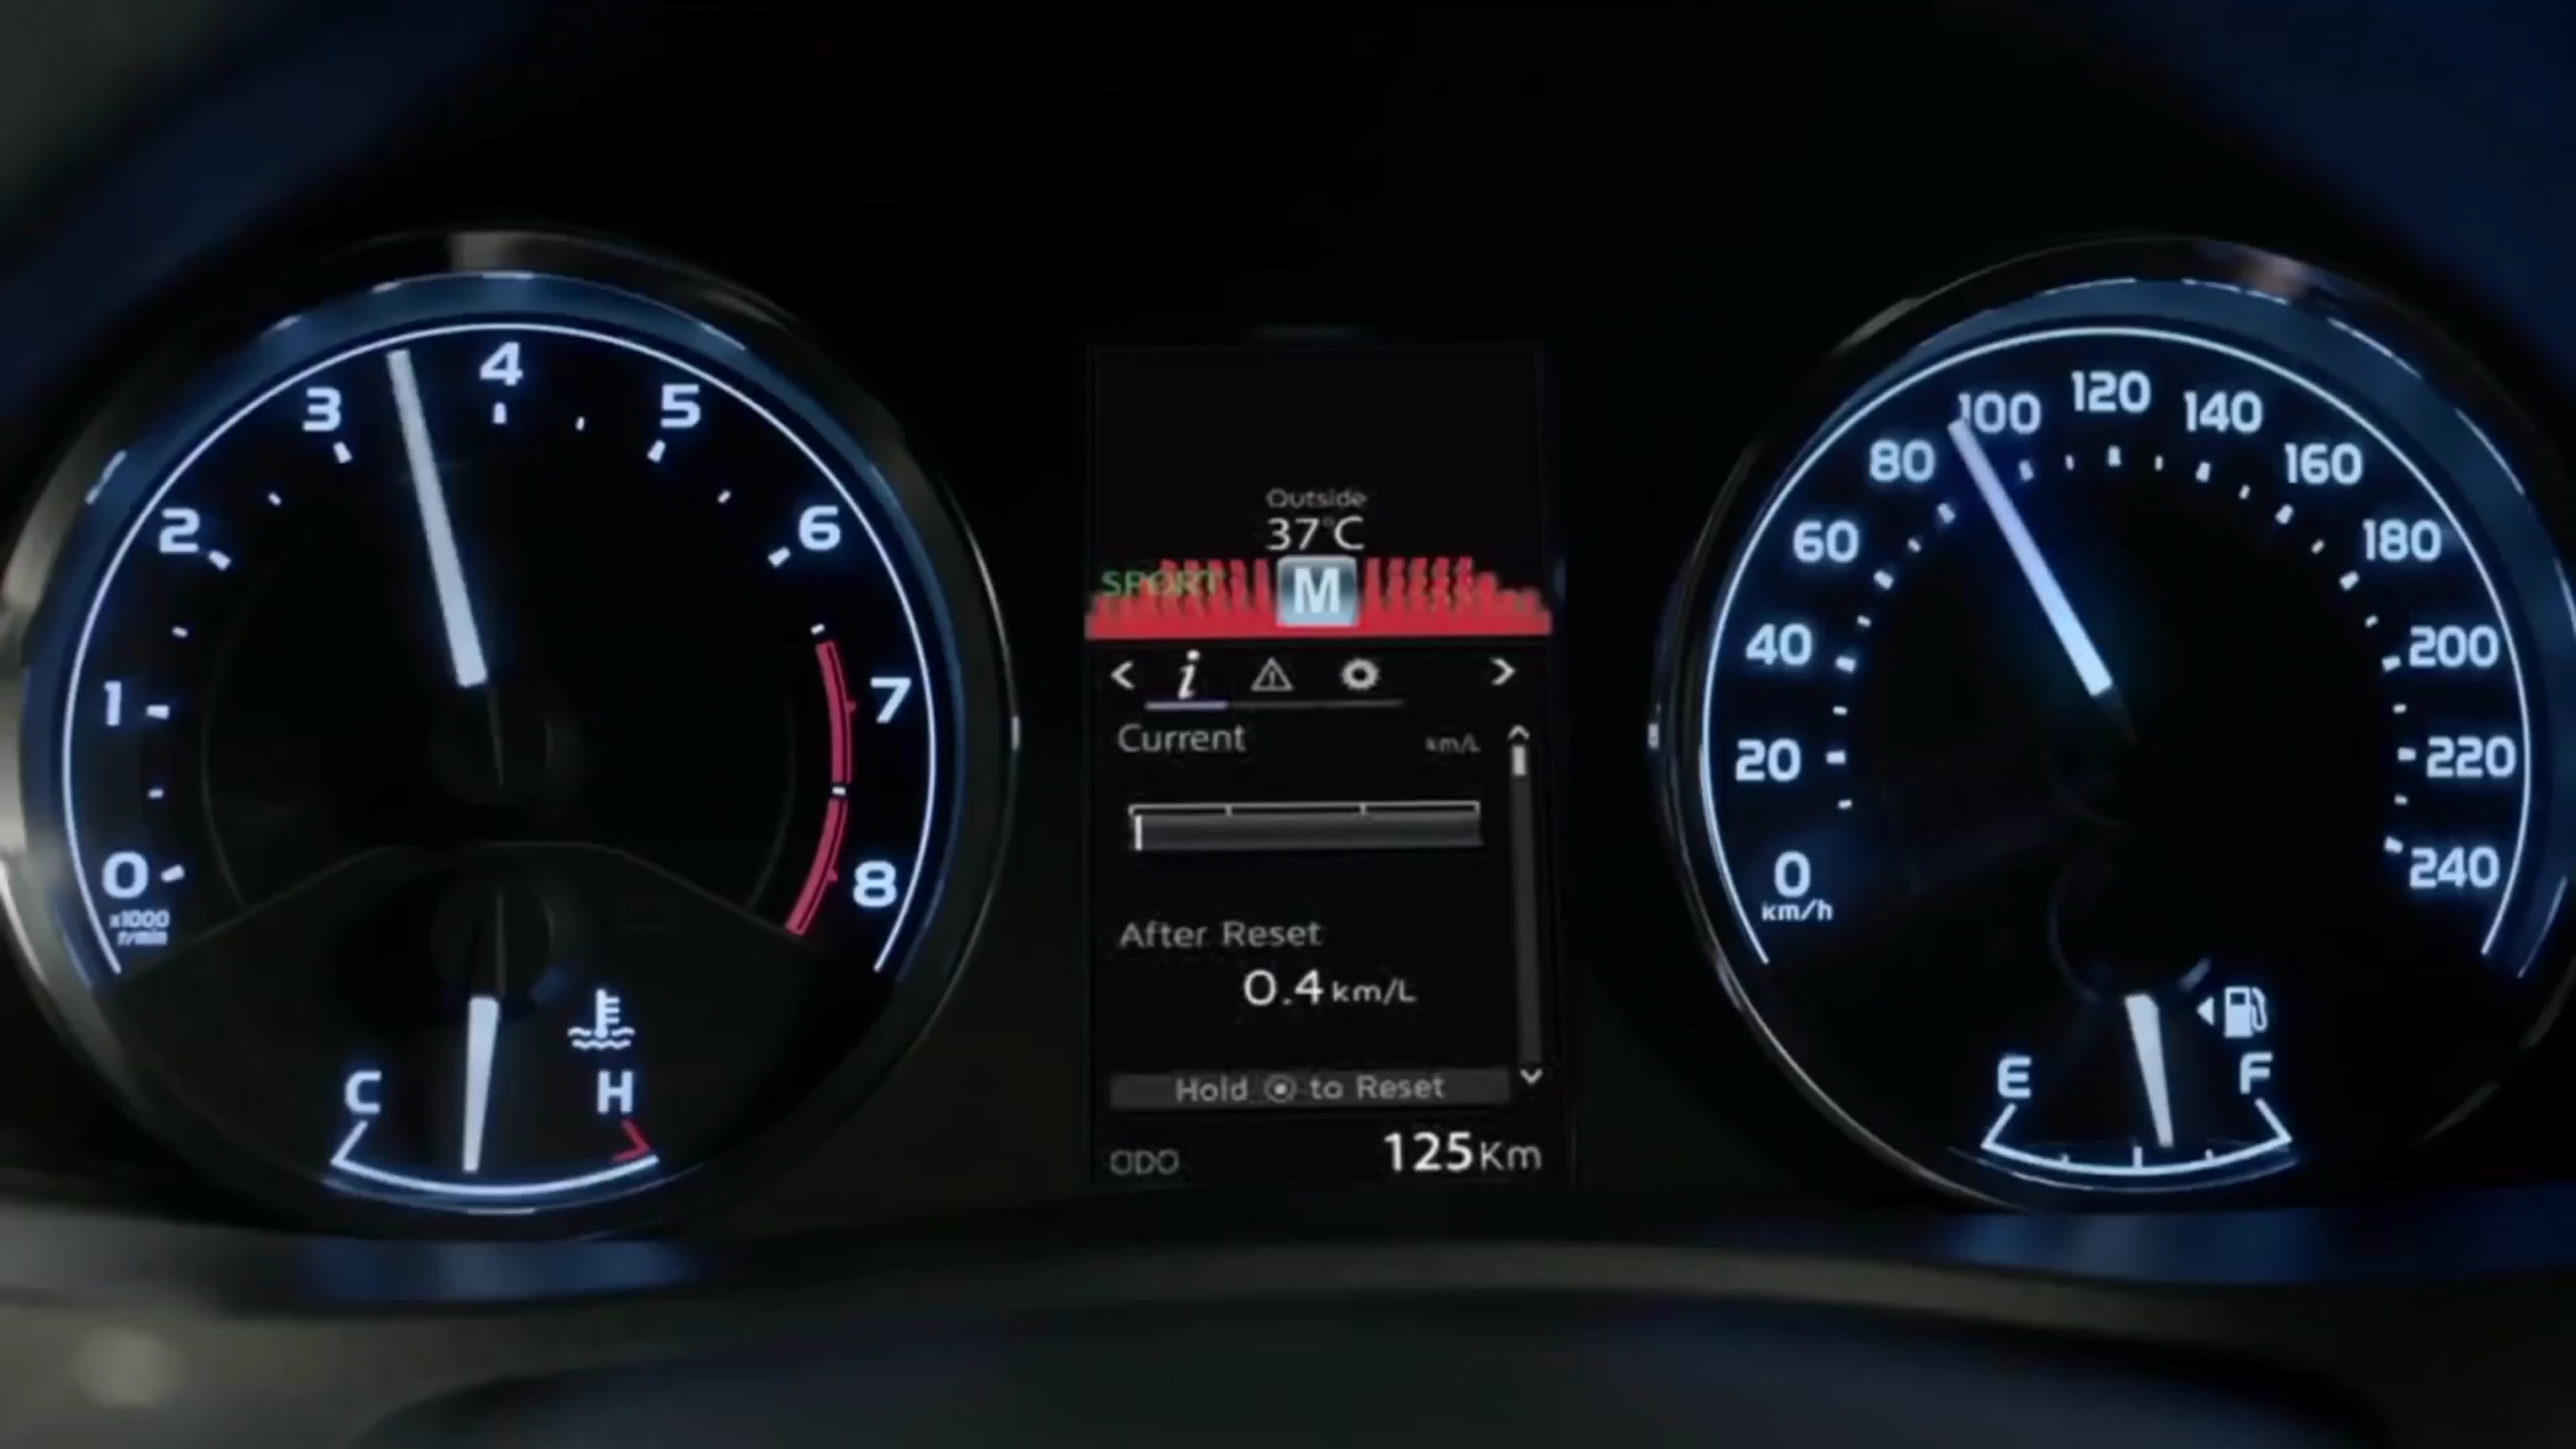 0
1
2
3
4
5
6
7
8
x1000
r/min
C
H
Outside
37°C
SPORT
M
i
Current
km/L
After Reset
0.4 km/L
Hold to Reset
ODO
125Km
0
20
40
60
80
100
120
140
160
180
200
220
240
km/h
E
F